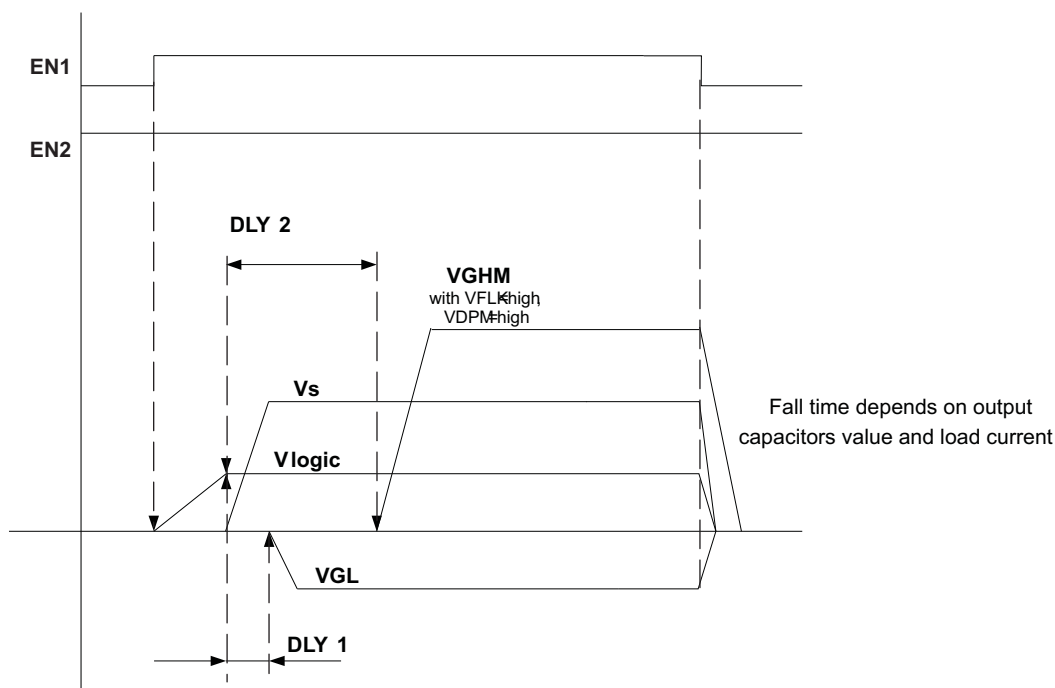 EN1
EN2
DLY 2
VGHM
with VFLK=high,
VDPM=high
Vs
Vlogic
Fall time depends on output
capacitors value and load current
VGL
DLY 1